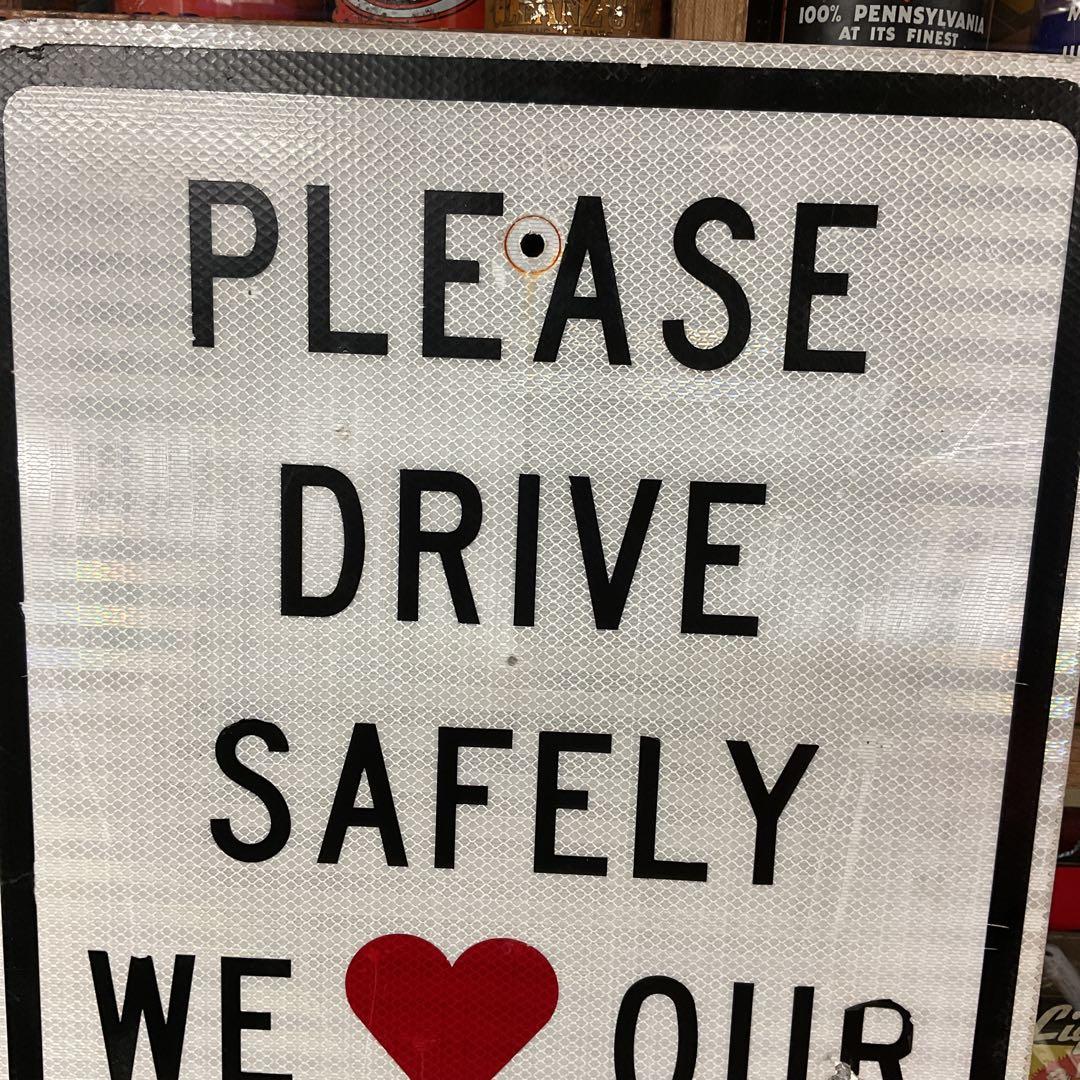 100% PENNSYLVANIA
AT ITS FINEST
PLEASE
DRIVE
SAFELY
WE ❤ OUR